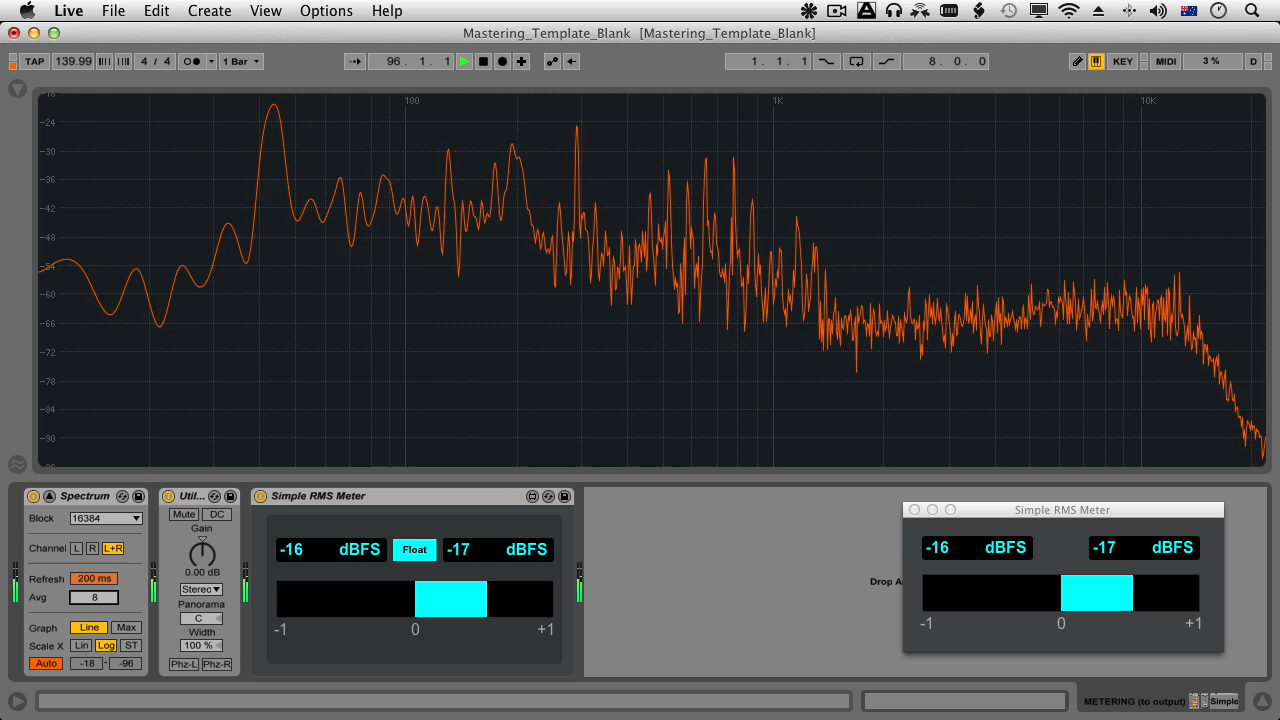 Live File Edit Create View Options Help
Mastering_Template_Blank [Mastering_Template_Blank]
TAP 139.99 4 / 4 1 Bar 96 . 1 . 1 1 . 1 . 1 8 . 0 . 0 KEY MIDI 3 % D
-18 100 1K 10K
-24
-30
-36
-42
-48
-54
-60
-66
-72
-78
-84
-90
-96
Spectrum
Block 16384
Channel L R L+R
Refresh 200 ms
Avg 8
Graph Line Max
Scale X Lin Log ST
Auto -18 - -96
Util...
Mute DC
Gain
0.00 dB
Stereo
Panorama
C
Width
100 %
Phz-L Phz-R
Simple RMS Meter
-16 dBFS Float -17 dBFS
-1 0 +1
Drop A
Simple RMS Meter
-16 dBFS -17 dBFS
-1 0 +1
METERING (to output) Simple